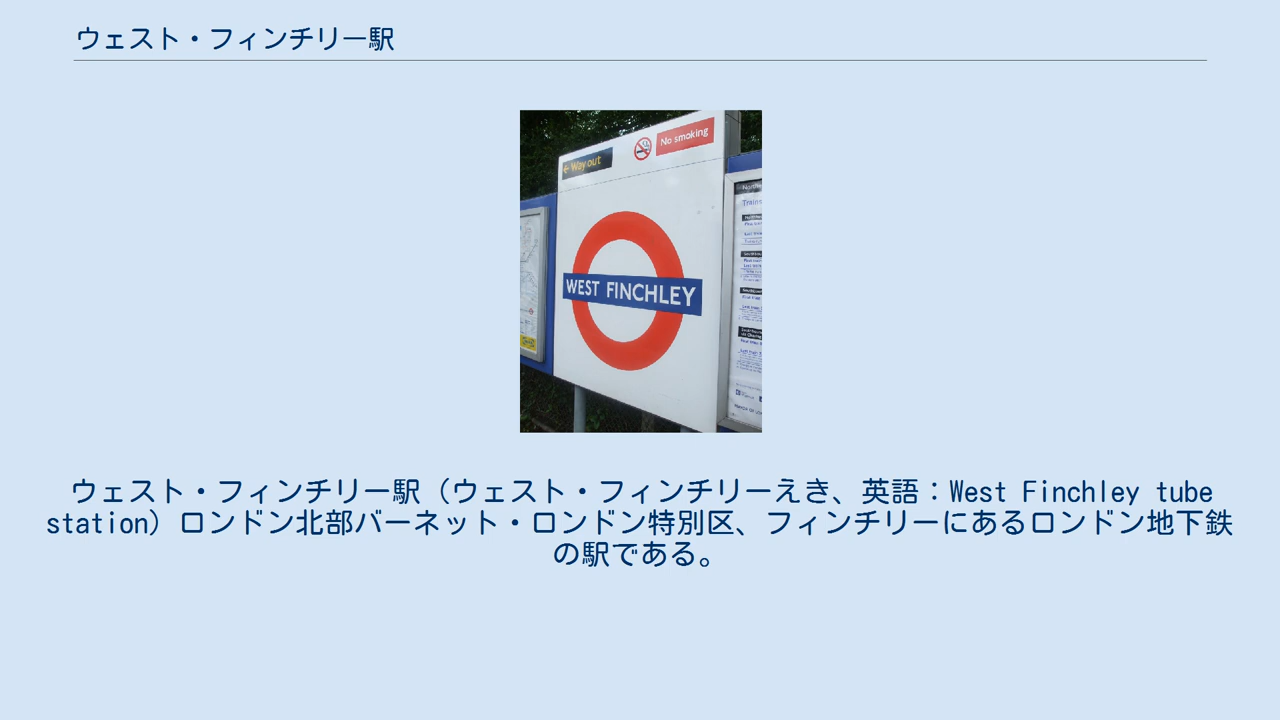 ウェスト・フィンチリー駅
← Way out
No smoking
WEST FINCHLEY
Trains
ウェスト・フィンチリー駅（ウェスト・フィンチリーえき、英語：West Finchley tube
station）ロンドン北部バーネット・ロンドン特別区、フィンチリーにあるロンドン地下鉄
の駅である。